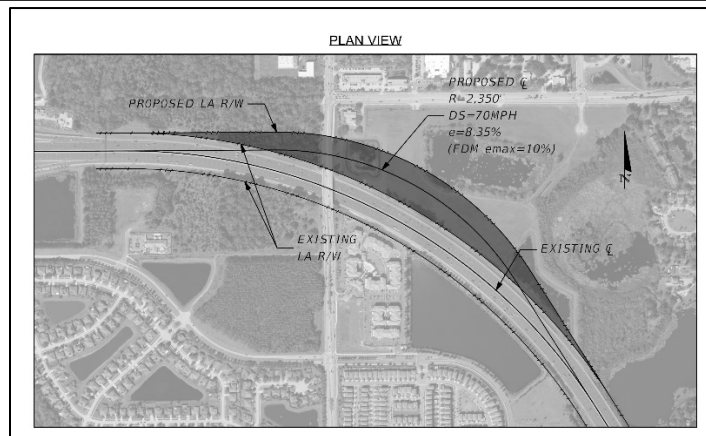 PLAN VIEW
PROPOSED ℄
R=2,350'
DS=70MPH
e=8.35%
(FDM emax=10%)
PROPOSED LA R/W
N
EXISTING
LA R/W
EXISTING ℄